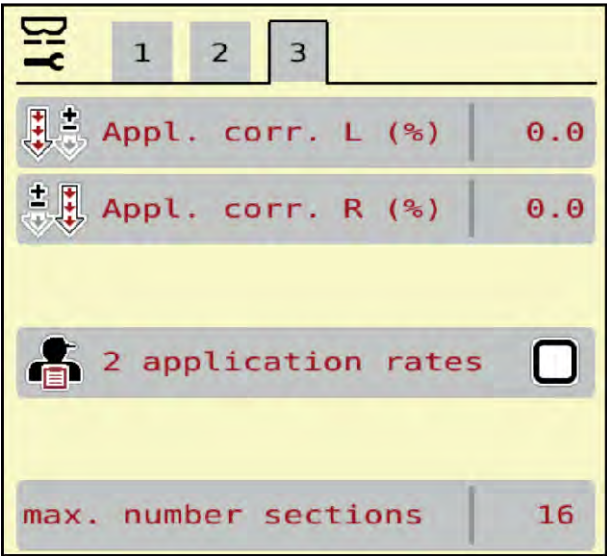 1 2 3
Appl. corr. L (%) 0.0
Appl. corr. R (%) 0.0
2 application rates
max. number sections 16